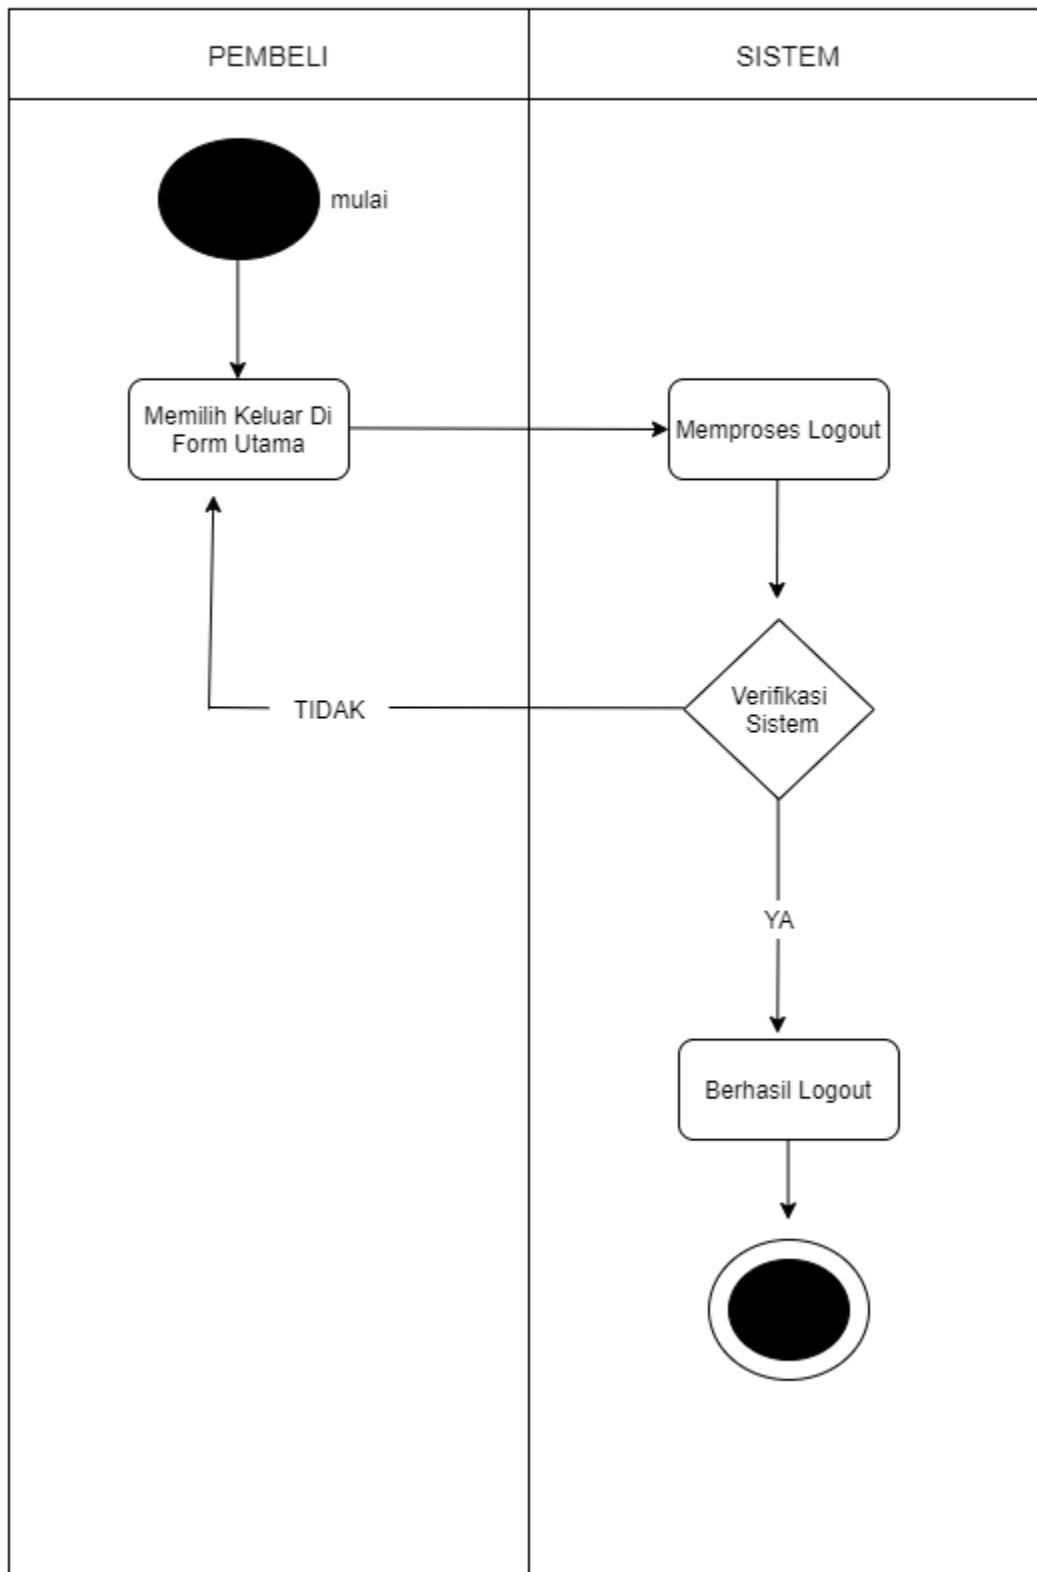 PEMBELI
SISTEM
mulai
Memilih Keluar Di
Form Utama
Memproses Logout
Verifikasi
Sistem
TIDAK
YA
Berhasil Logout